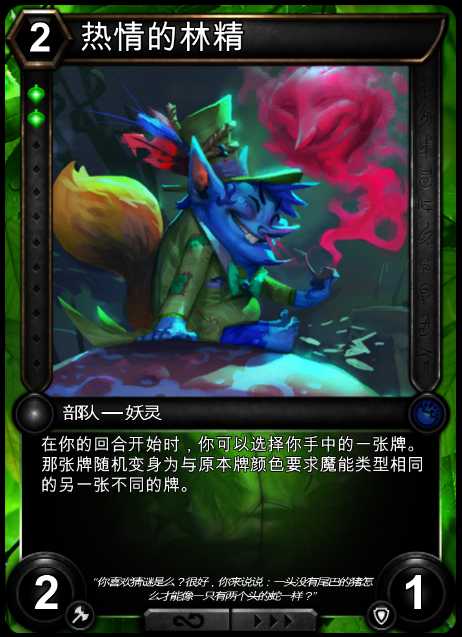 2 热情的林精
部队 — 妖灵
在你的回合开始时，你可以选择你手中的一张牌。
那张牌随机变身为与原本牌颜色要求魔能类型相同
的另一张不同的牌。
“你喜欢猜谜是么？很好，你来说说：一头没有尾巴的猪怎
么才能像一只有两个头的蛇一样？”
2 1